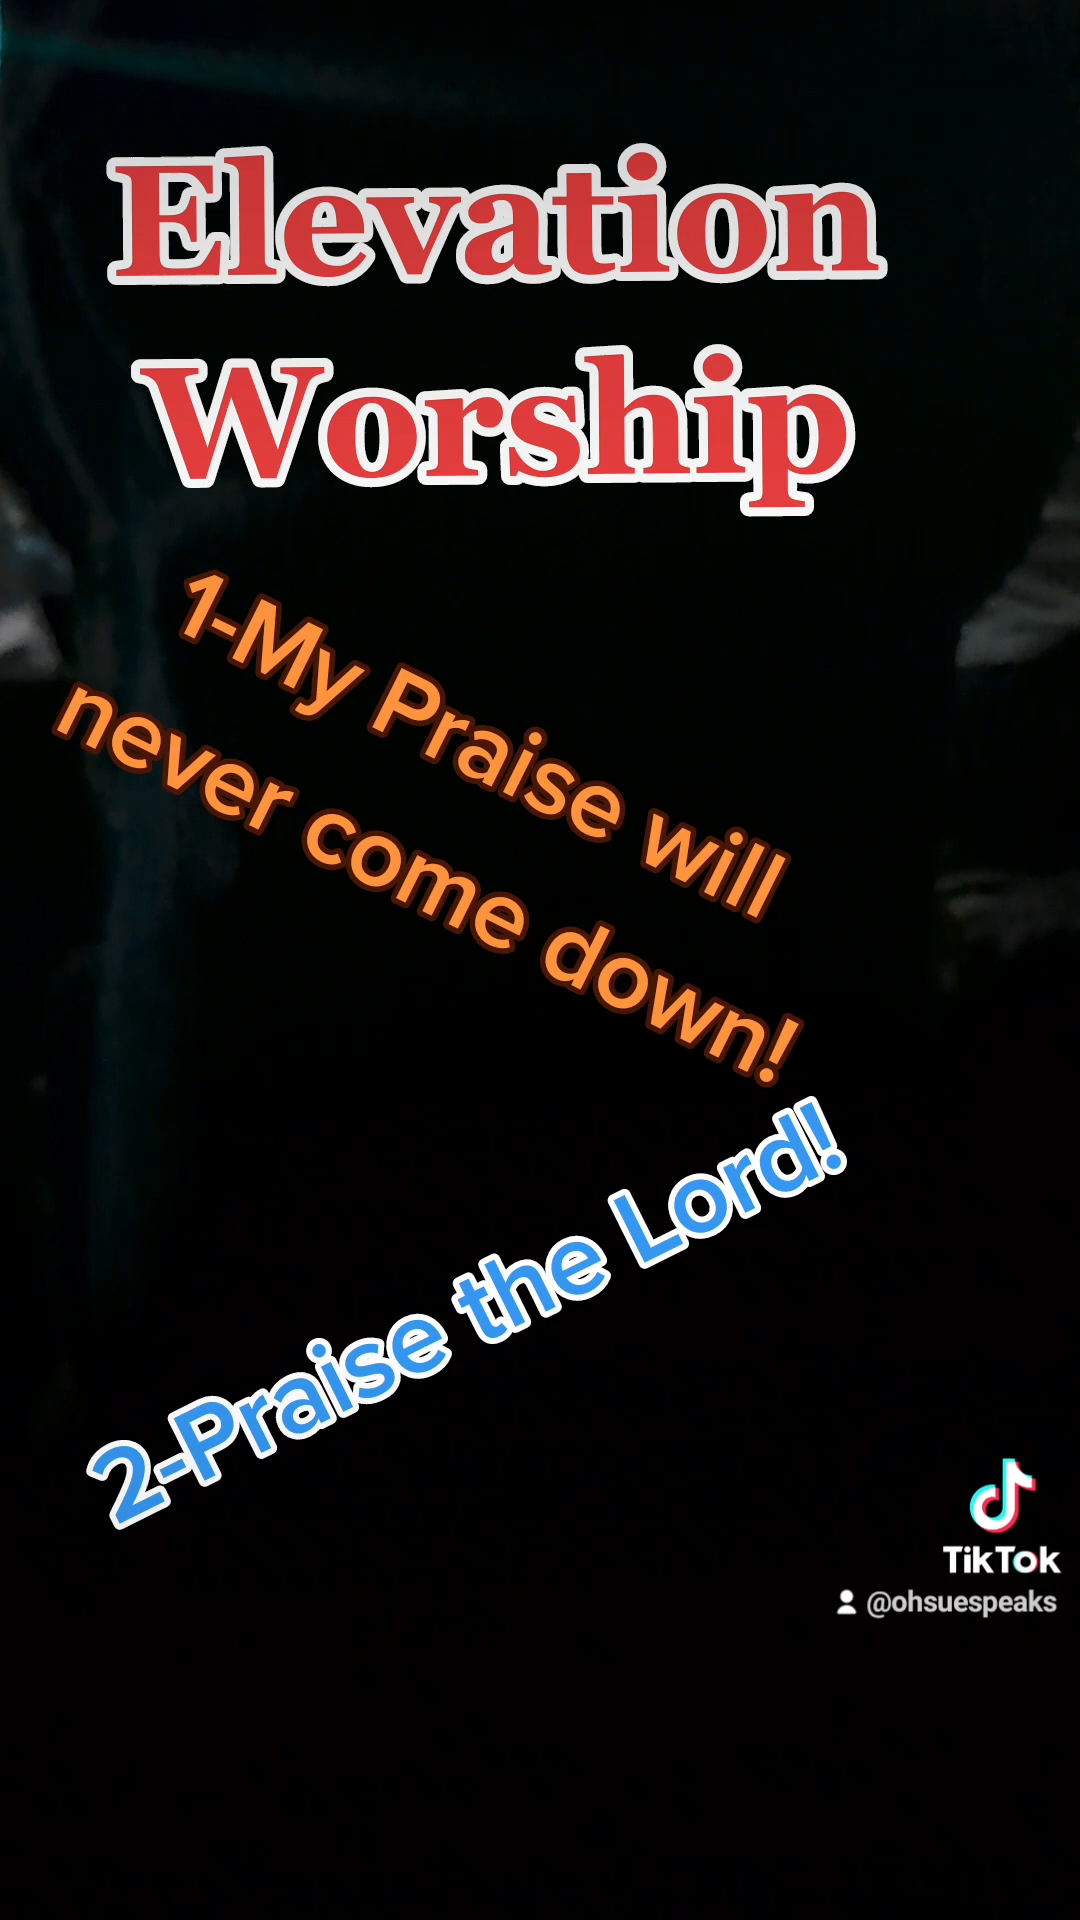 Elevation
Worship
1-My Praise will
never come down!
2-Praise the Lord!
TikTok
@ohsuespeaks